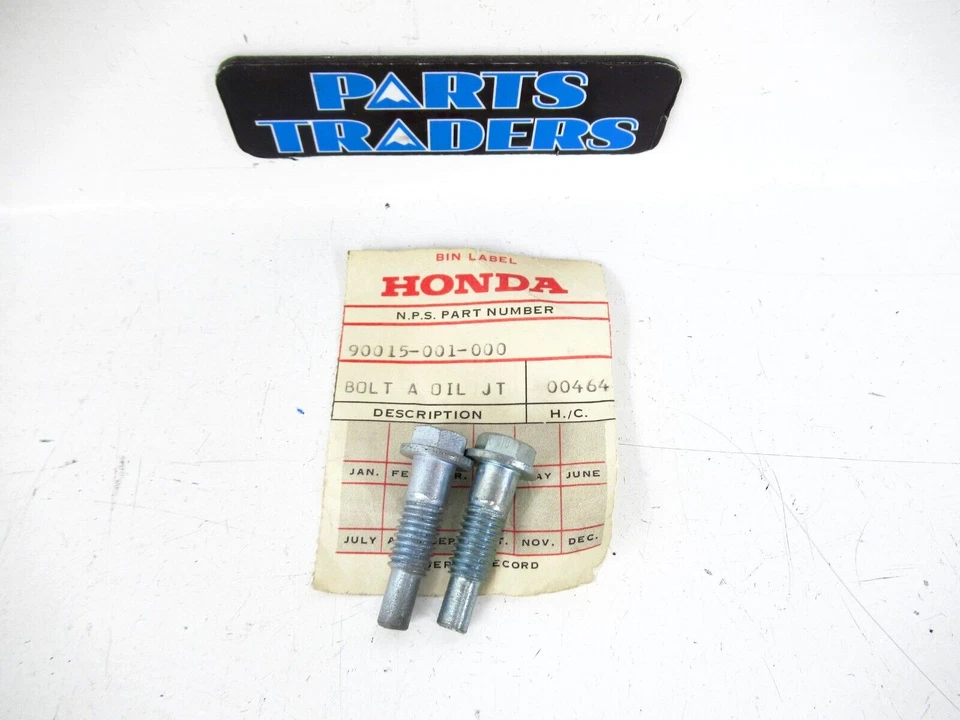 PARTS
TRADERS
BIN LABEL
HONDA
N.P.S. PART NUMBER
90015-001-000
BOLT A OIL JT 00464
DESCRIPTION H./C.
JAN. JUNE
JULY NOV. DEC.